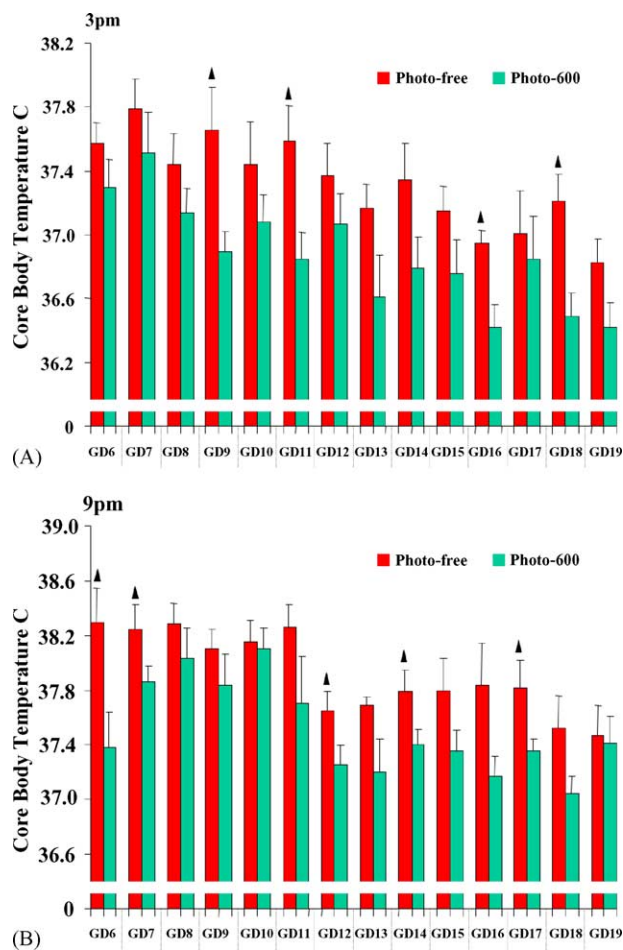 3pm
38.2
Photo-free Photo-600
37.8
37.4
37.0
36.6
36.2
0
Core Body Temperature C
GD6 GD7 GD8 GD9 GD10 GD11 GD12 GD13 GD14 GD15 GD16 GD17 GD18 GD19
(A)
9pm
39.0
Photo-free Photo-600
38.6
38.2
37.8
37.4
37.0
36.6
0
Core Body Temperature C
GD6 GD7 GD8 GD9 GD10 GD11 GD12 GD13 GD14 GD15 GD16 GD17 GD18 GD19
(B)